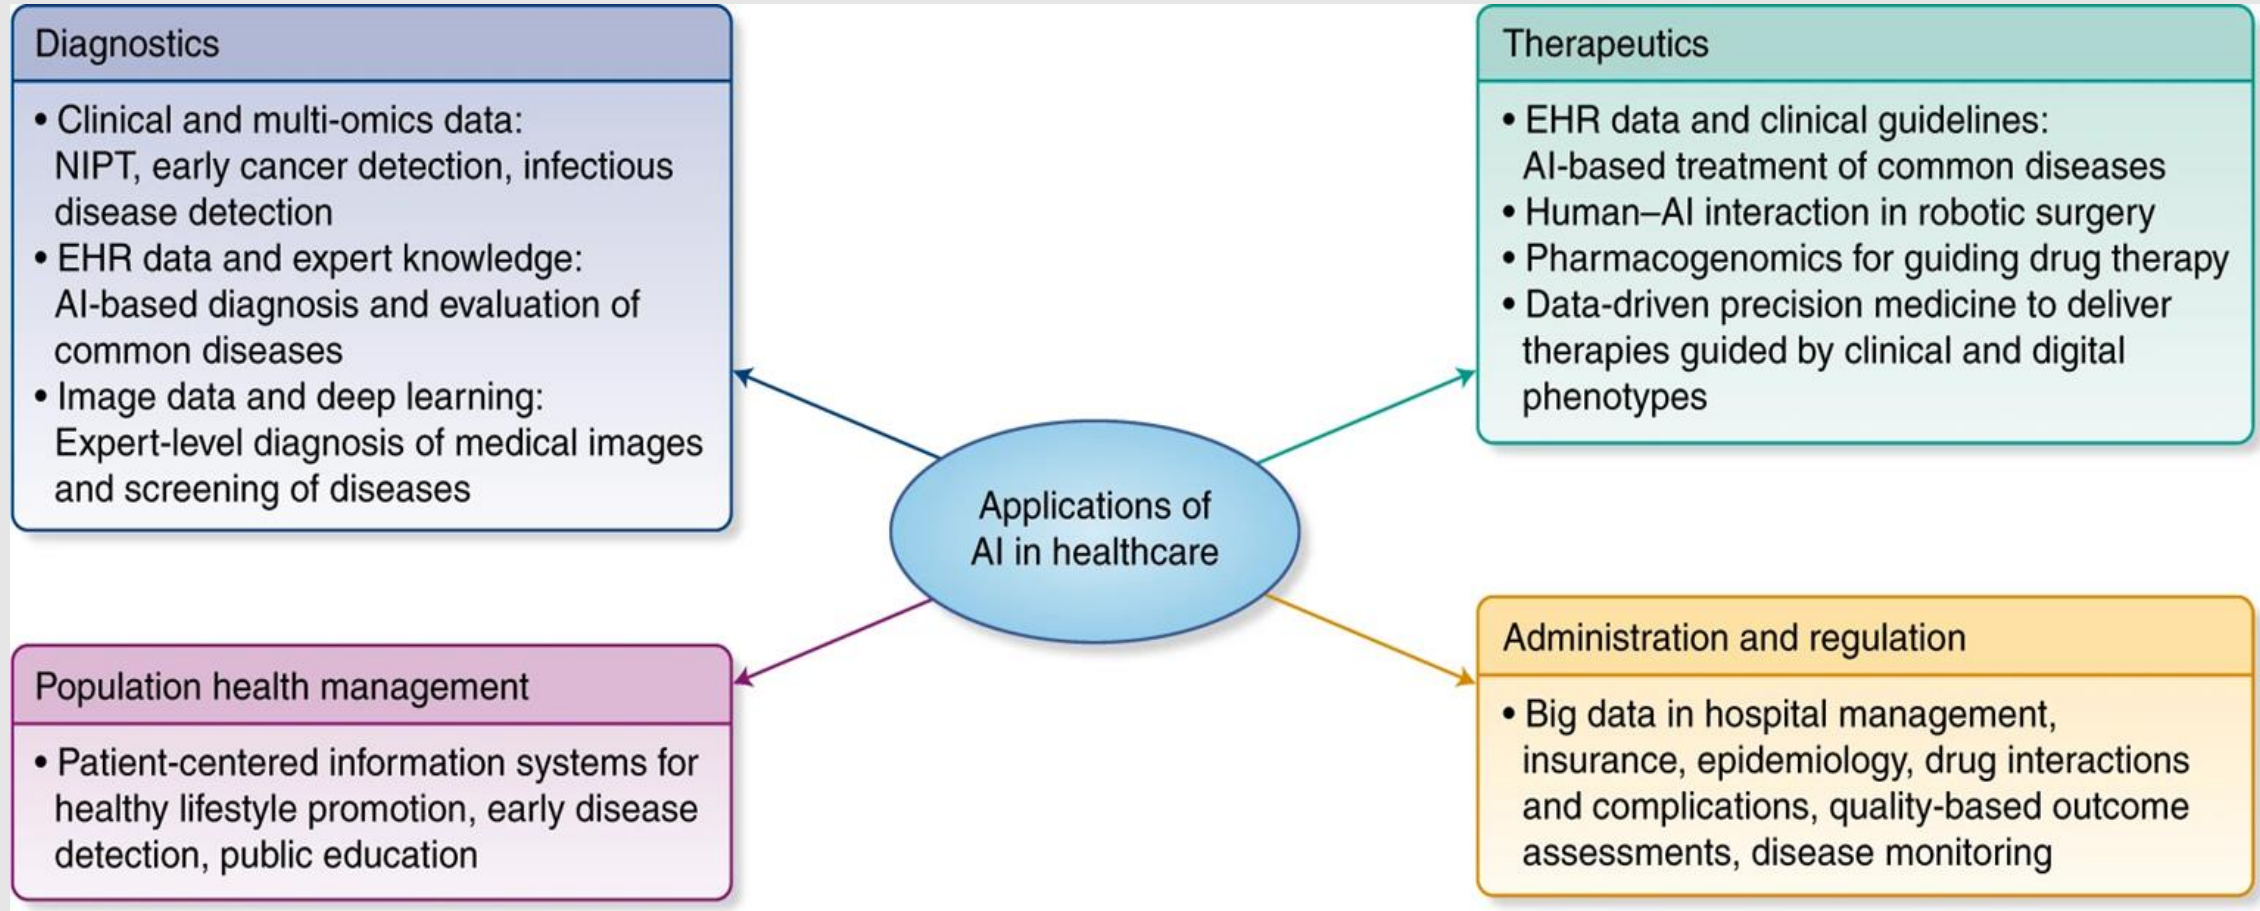 Diagnostics
• Clinical and multi-omics data:
NIPT, early cancer detection, infectious
disease detection
• EHR data and expert knowledge:
AI-based diagnosis and evaluation of
common diseases
• Image data and deep learning:
Expert-level diagnosis of medical images
and screening of diseases
Therapeutics
• EHR data and clinical guidelines:
AI-based treatment of common diseases
• Human–AI interaction in robotic surgery
• Pharmacogenomics for guiding drug therapy
• Data-driven precision medicine to deliver
therapies guided by clinical and digital
phenotypes
Applications of
AI in healthcare
Population health management
• Patient-centered information systems for
healthy lifestyle promotion, early disease
detection, public education
Administration and regulation
• Big data in hospital management,
insurance, epidemiology, drug interactions
and complications, quality-based outcome
assessments, disease monitoring